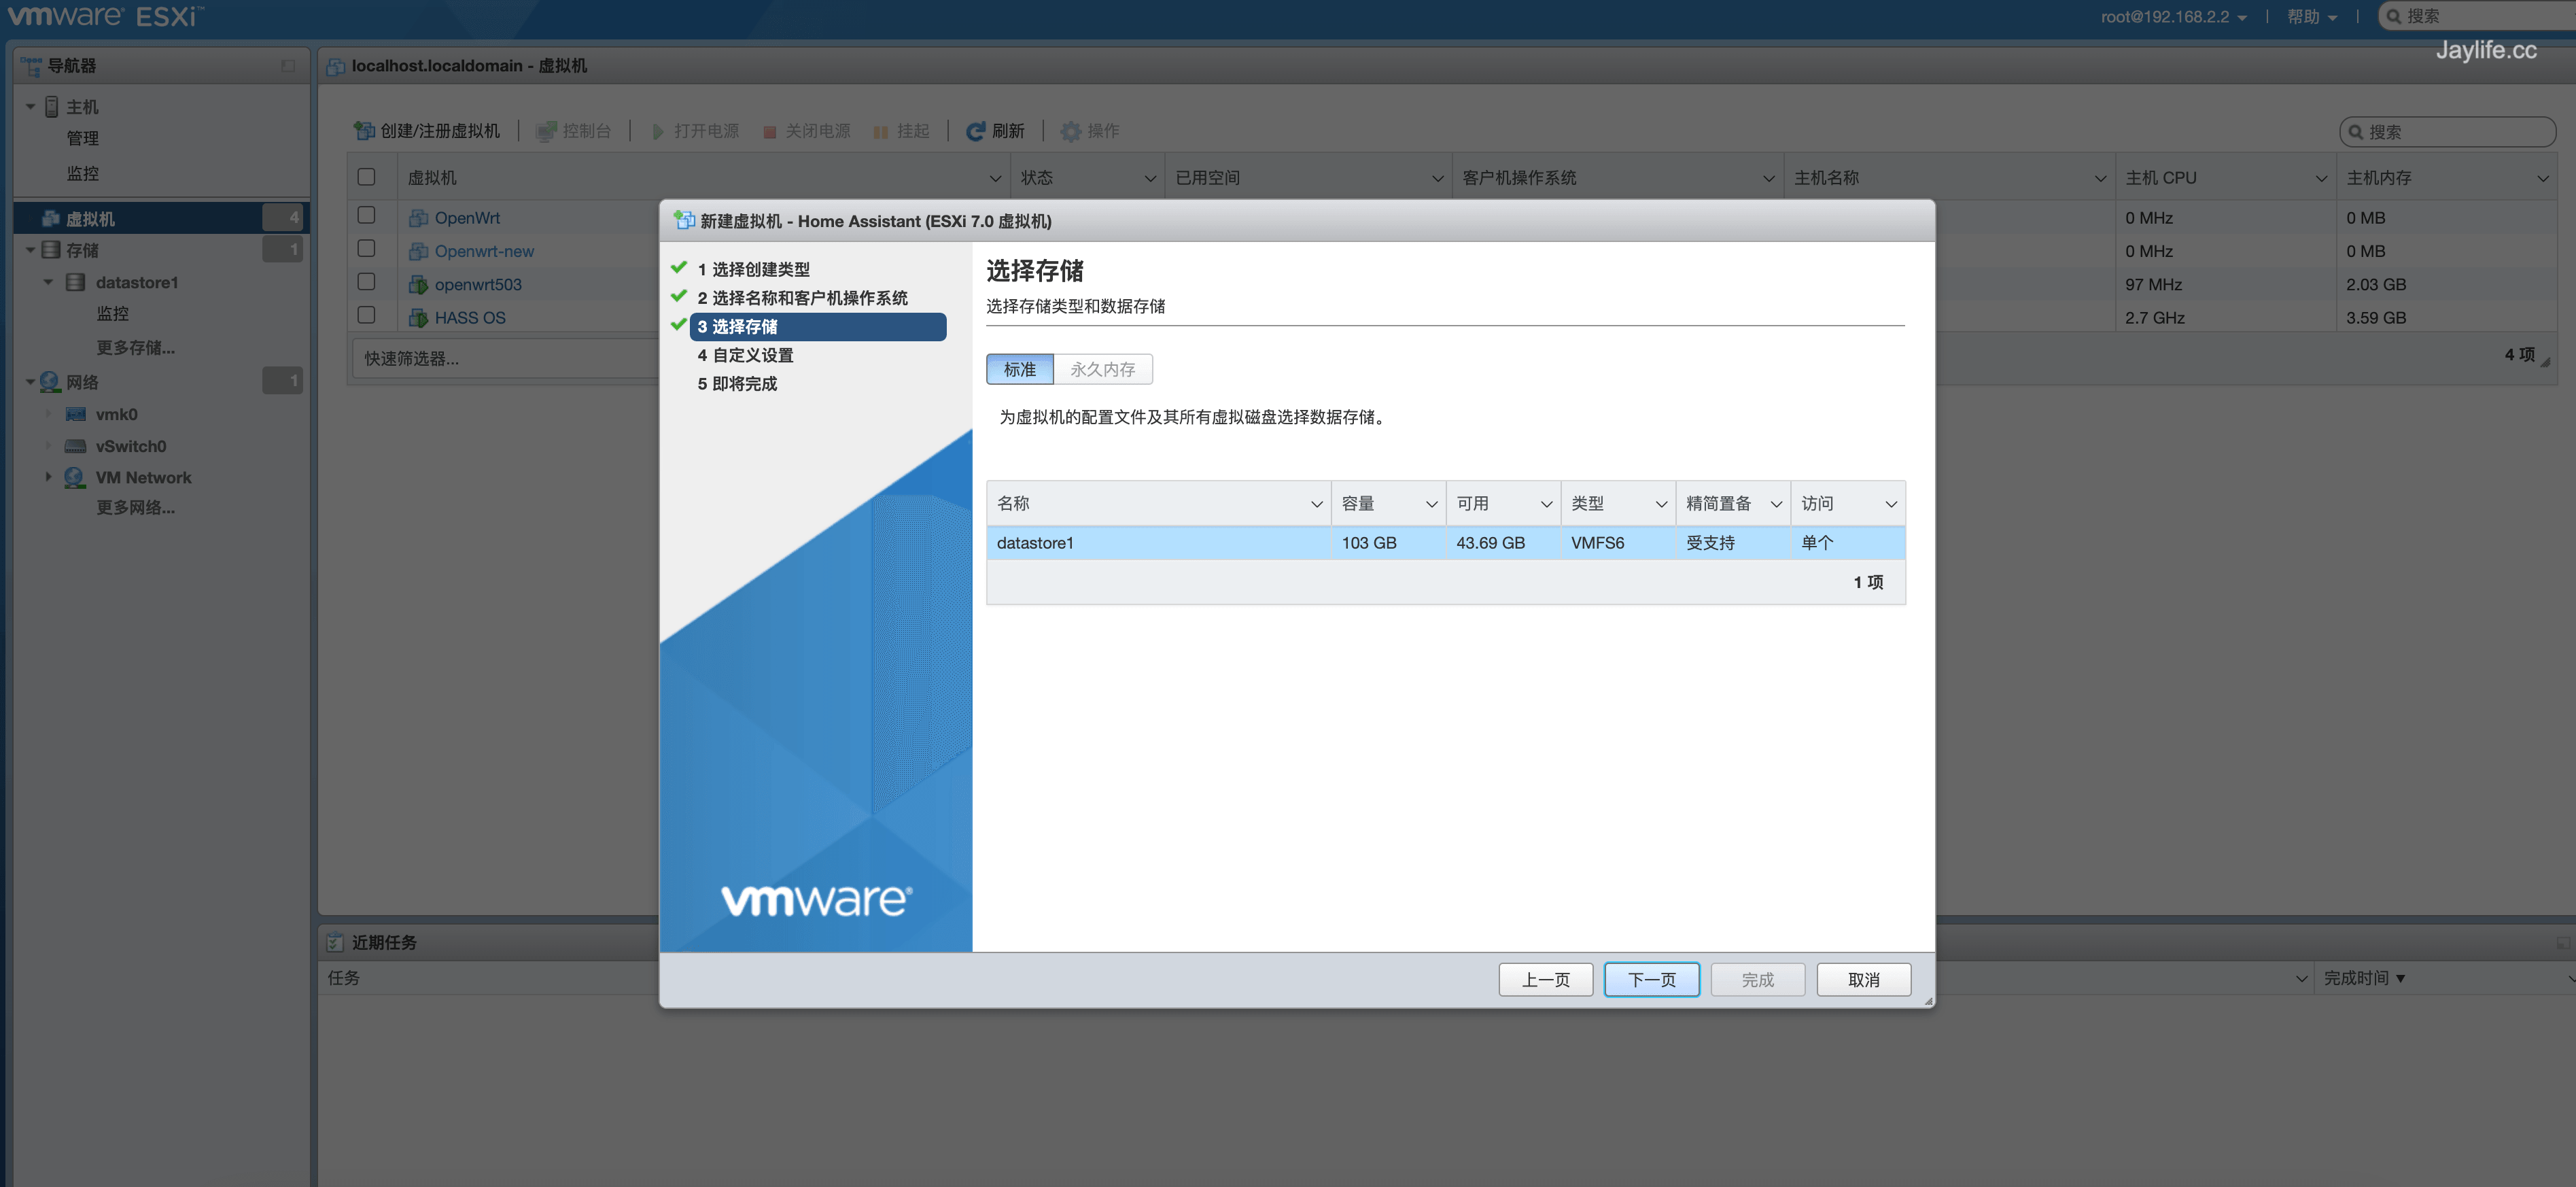 vmware ESXi™
root@192.168.2.2 | 帮助 | 搜索
Jaylife.cc
导航器
主机
管理
监控
虚拟机 4
存储 1
datastore1
监控
更多存储...
网络 1
vmk0
vSwitch0
VM Network
更多网络...
localhost.localdomain - 虚拟机
创建/注册虚拟机 | 控制台 | 打开电源 关闭电源 挂起 | 刷新 | 操作
搜索
虚拟机 状态 已用空间 客户机操作系统 主机名称 主机 CPU 主机内存
OpenWrt 0 MHz 0 MB
Openwrt-new 0 MHz 0 MB
openwrt503 97 MHz 2.03 GB
HASS OS 2.7 GHz 3.59 GB
快速筛选器...
4 项
新建虚拟机 - Home Assistant (ESXi 7.0 虚拟机)
1 选择创建类型
2 选择名称和客户机操作系统
3 选择存储
4 自定义设置
5 即将完成
vmware®
选择存储
选择存储类型和数据存储
标准 永久内存
为虚拟机的配置文件及其所有虚拟磁盘选择数据存储。
名称 容量 可用 类型 精简置备 访问
datastore1 103 GB 43.69 GB VMFS6 受支持 单个
1 项
上一页 下一页 完成 取消
近期任务
任务 完成时间 ▼